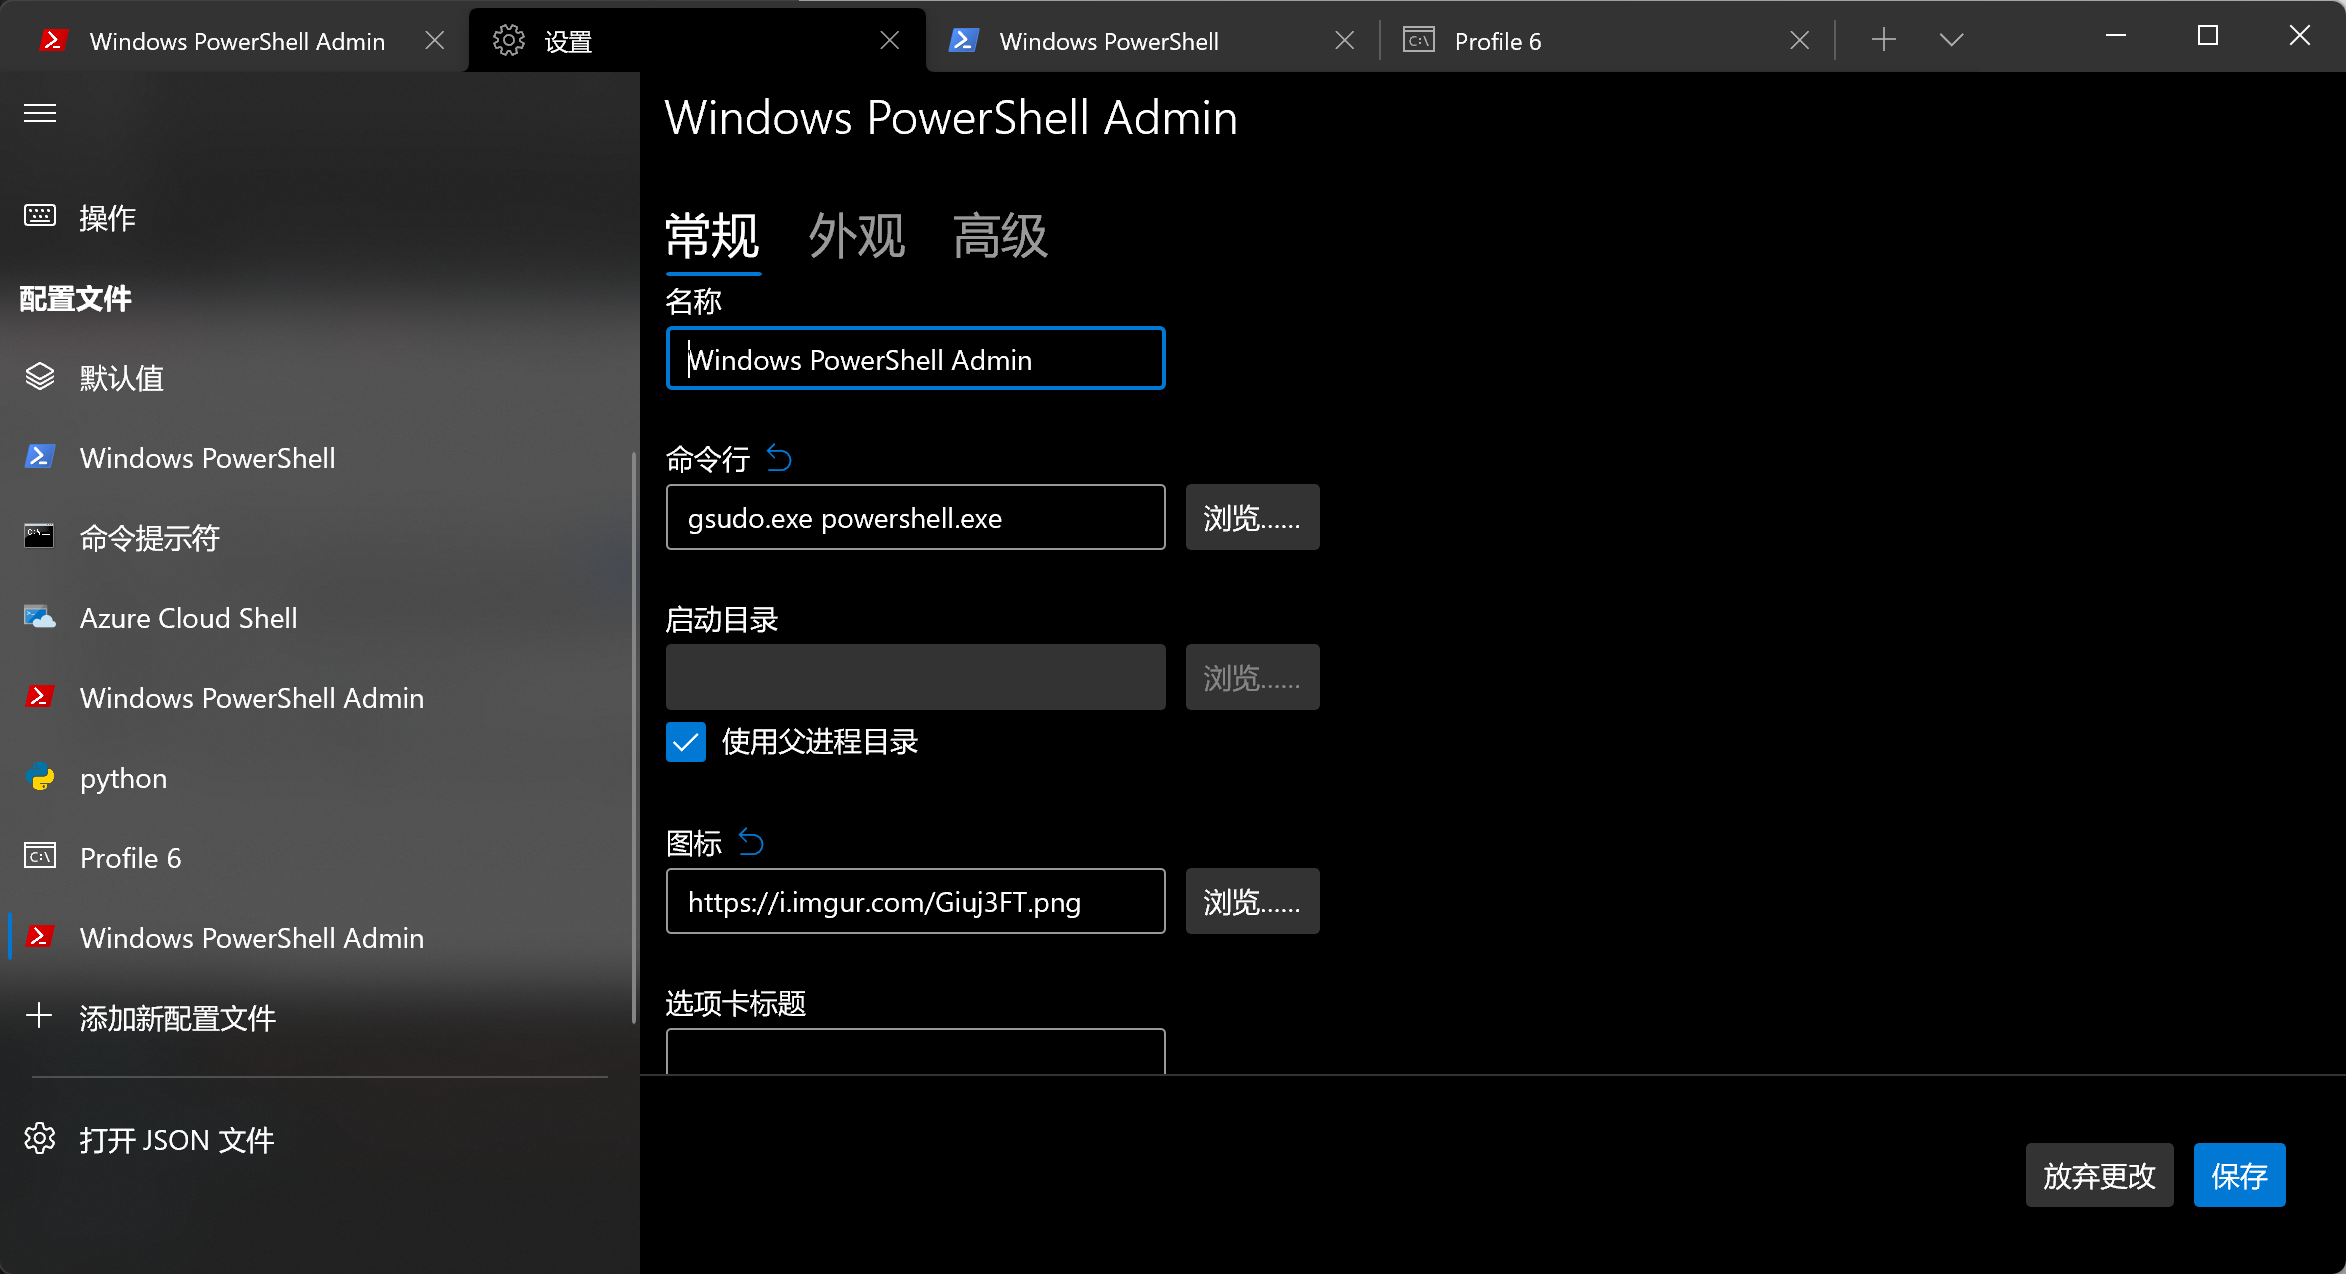 Windows PowerShell Admin
设置
Windows PowerShell
Profile 6
操作
配置文件
默认值
Windows PowerShell
命令提示符
Azure Cloud Shell
Windows PowerShell Admin
python
Profile 6
Windows PowerShell Admin
添加新配置文件
打开 JSON 文件
Windows PowerShell Admin
常规 外观 高级
名称
Windows PowerShell Admin
命令行
gsudo.exe powershell.exe 浏览......
启动目录
浏览......
使用父进程目录
图标
https://i.imgur.com/Giuj3FT.png 浏览......
选项卡标题
放弃更改 保存